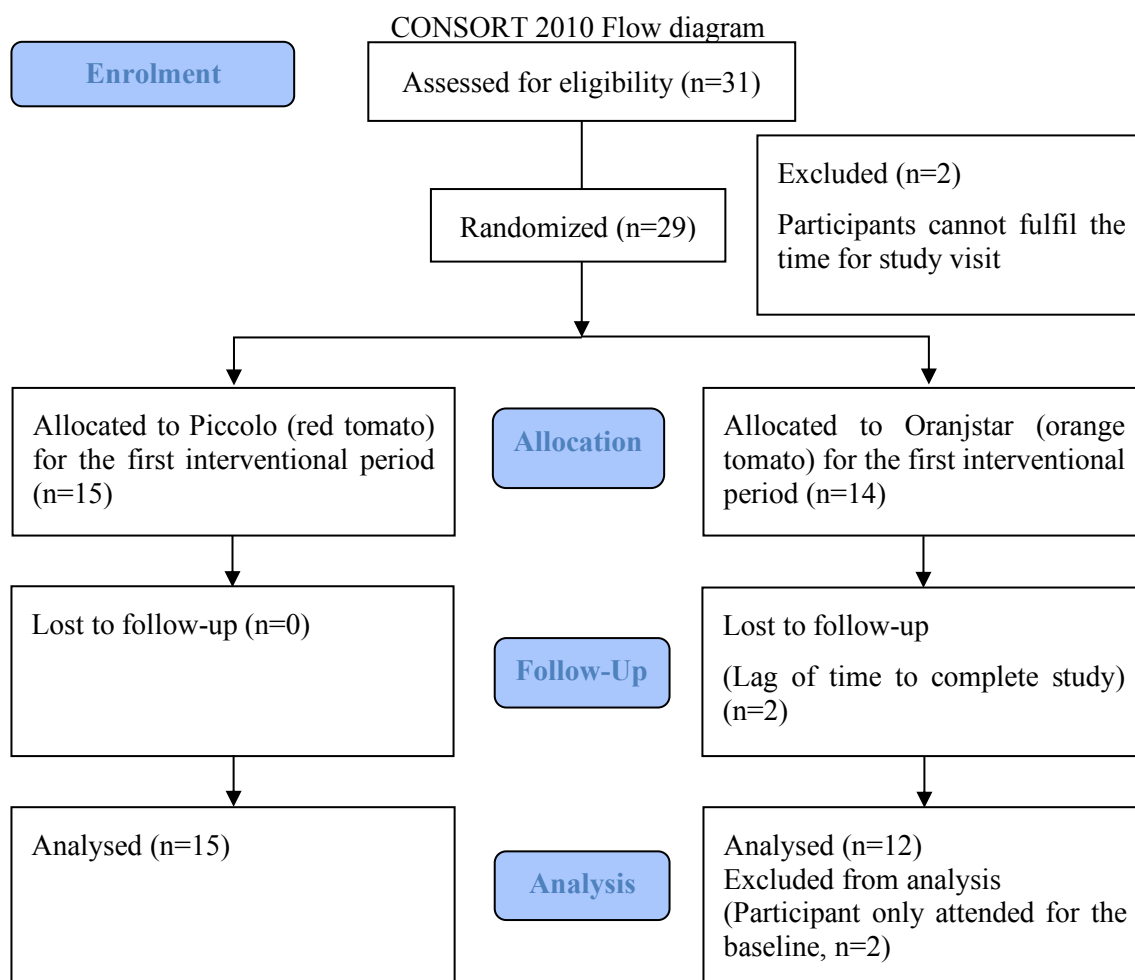 CONSORT 2010 Flow diagram
Enrolment
Assessed for eligibility (n=31)
Excluded (n=2)
Participants cannot fulfil the
time for study visit
Randomized (n=29)
Allocated to Piccolo (red tomato)
for the first interventional period
(n=15)
Allocation
Allocated to Oranjstar (orange
tomato) for the first interventional
period (n=14)
Lost to follow-up (n=0)
Follow-Up
Lost to follow-up
(Lag of time to complete study)
(n=2)
Analysed (n=15)
Analysis
Analysed (n=12)
Excluded from analysis
(Participant only attended for the
baseline, n=2)